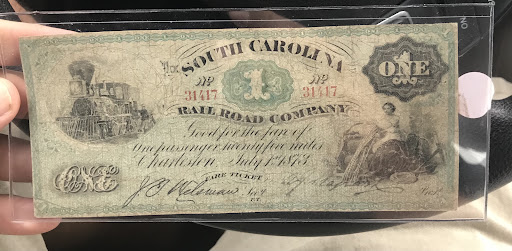 The
SOUTH CAROLINA
ONE
No 1 No
31417 31417
RAIL ROAD COMPANY
Good for the fare of
One passenger twenty five miles
Charleston July 1st 1873
FARE TICKET
ONE